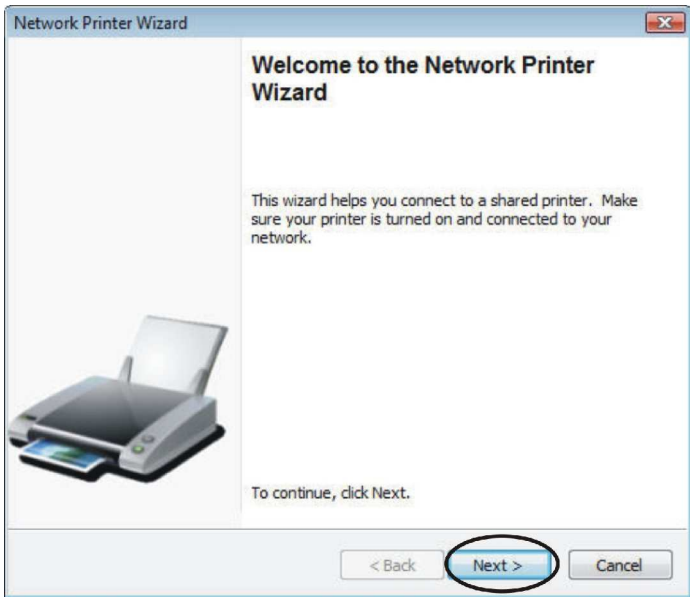 Network Printer Wizard
Welcome to the Network Printer
Wizard
This wizard helps you connect to a shared printer. Make
sure your printer is turned on and connected to your
network.
To continue, click Next.
< Back Next > Cancel